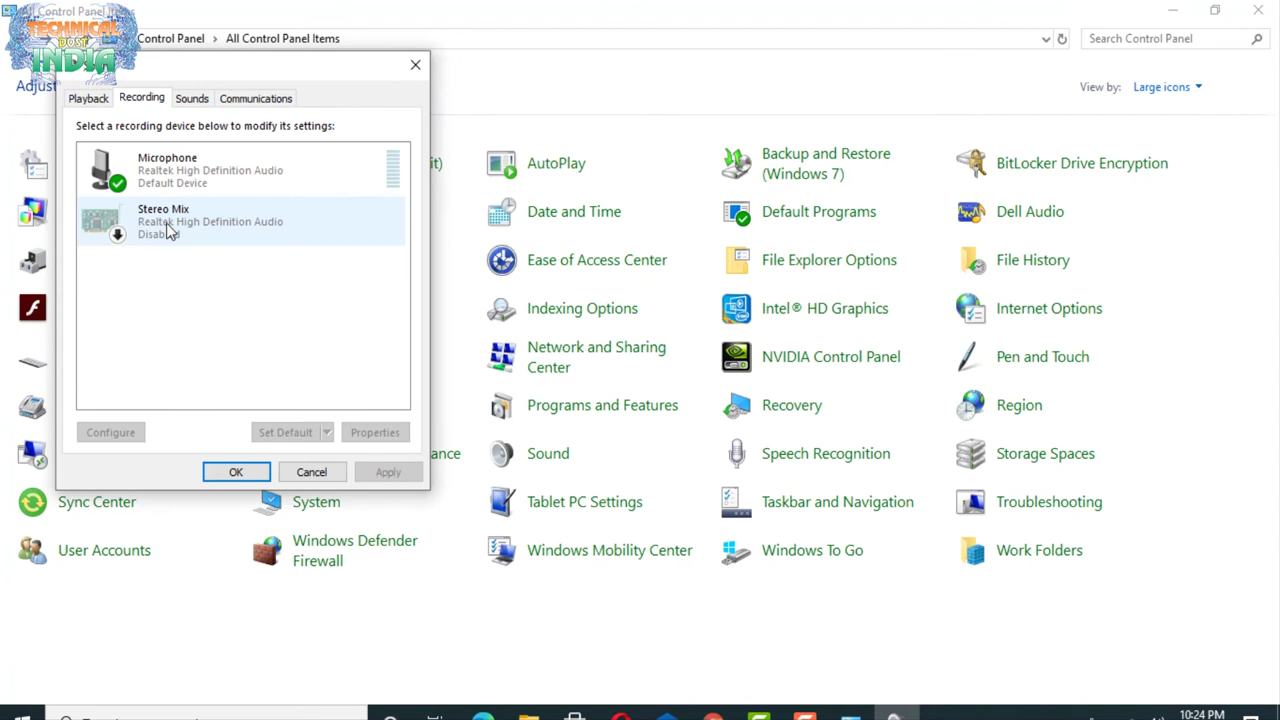 All Control Panel Items
TECHNICAL
DOST
INDIA
Control Panel > All Control Panel Items
Search Control Panel
Adjus
View by: Large icons
Playback
Recording
Sounds
Communications
Select a recording device below to modify its settings:
Microphone
Realtek High Definition Audio
Default Device
Stereo Mix
Realtek High Definition Audio
Configure
Set Default
Properties
OK
Cancel
Apply
it)
AutoPlay
Backup and Restore
(Windows 7)
BitLocker Drive Encryption
Date and Time
Default Programs
Dell Audio
Ease of Access Center
File Explorer Options
File History
Indexing Options
Intel® HD Graphics
Internet Options
Network and Sharing
Center
NVIDIA Control Panel
Pen and Touch
Programs and Features
Recovery
Region
ance
Sound
Speech Recognition
Storage Spaces
Sync Center
System
Tablet PC Settings
Taskbar and Navigation
Troubleshooting
User Accounts
Windows Defender
Firewall
Windows Mobility Center
Windows To Go
Work Folders
10:24 PM